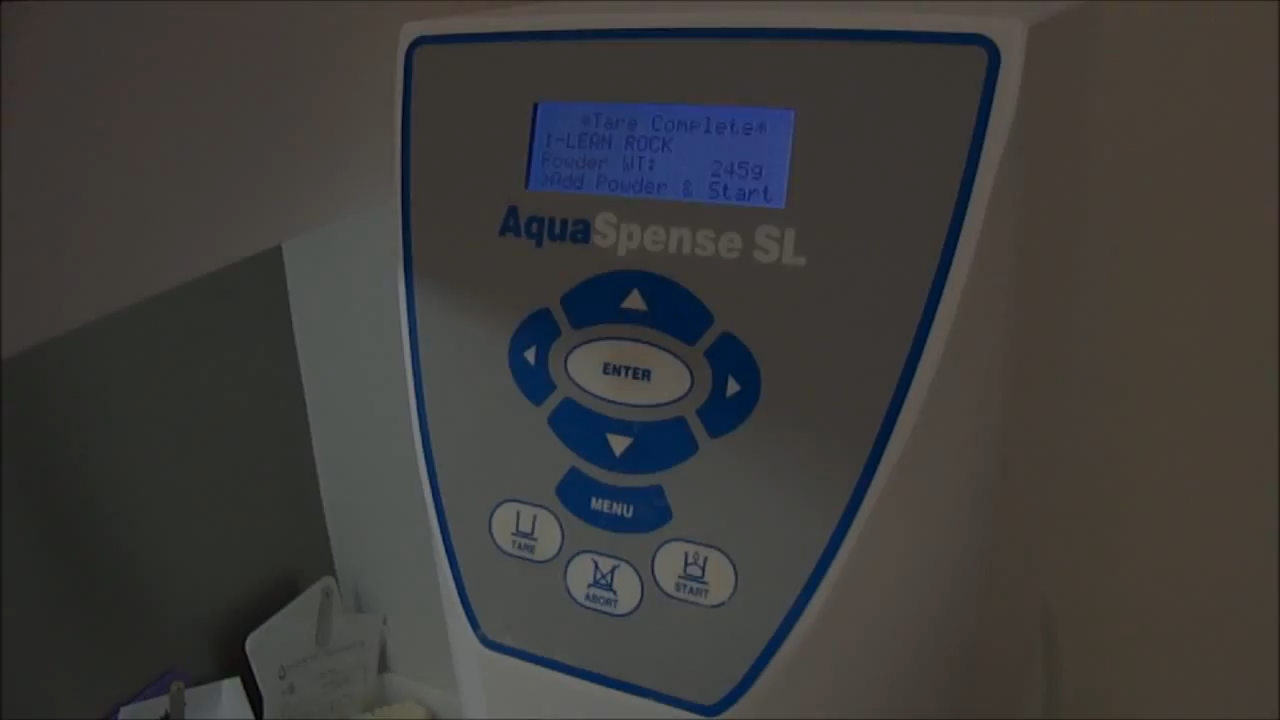 *Tare Complete*
1-LEAN ROCK
Powder WT: 245g
>Add Powder & Start
AquaSpense SL
ENTER
MENU
TARE
ABORT
START